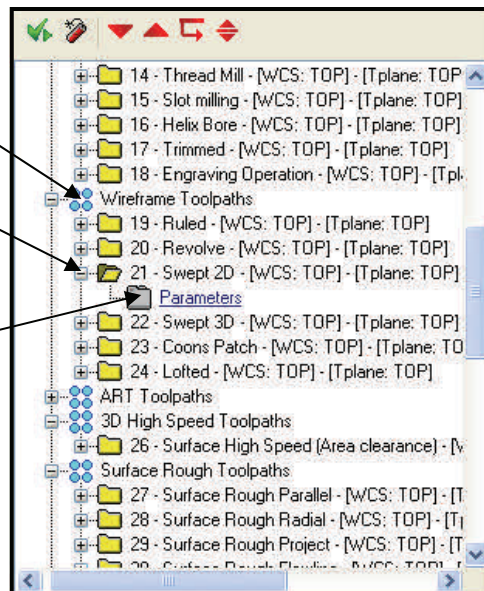 14 - Thread Mill - [WCS: TOP] - [Tplane: TOP
15 - Slot milling - [WCS: TOP] - [Tplane: TOP]
16 - Helix Bore - [WCS: TOP] - [Tplane: TOP]
17 - Trimmed - [WCS: TOP] - [Tplane: TOP]
18 - Engraving Operation - [WCS: TOP] - [Tpl
Wireframe Toolpaths
19 - Ruled - [WCS: TOP] - [Tplane: TOP]
20 - Revolve - [WCS: TOP] - [Tplane: TOP]
21 - Swept 2D - [WCS: TOP] - [Tplane: TOP]
Parameters
22 - Swept 3D - [WCS: TOP] - [Tplane: TOP]
23 - Coons Patch - [WCS: TOP] - [Tplane: TO
24 - Lofted - [WCS: TOP] - [Tplane: TOP]
ART Toolpaths
3D High Speed Toolpaths
26 - Surface High Speed (Area clearance) - [W
Surface Rough Toolpaths
27 - Surface Rough Parallel - [WCS: TOP] - [T
28 - Surface Rough Radial - [WCS: TOP] - [T
29 - Surface Rough Project - [WCS: TOP] - [T
Surface Rough Flowline - [WCS: TOP] - [